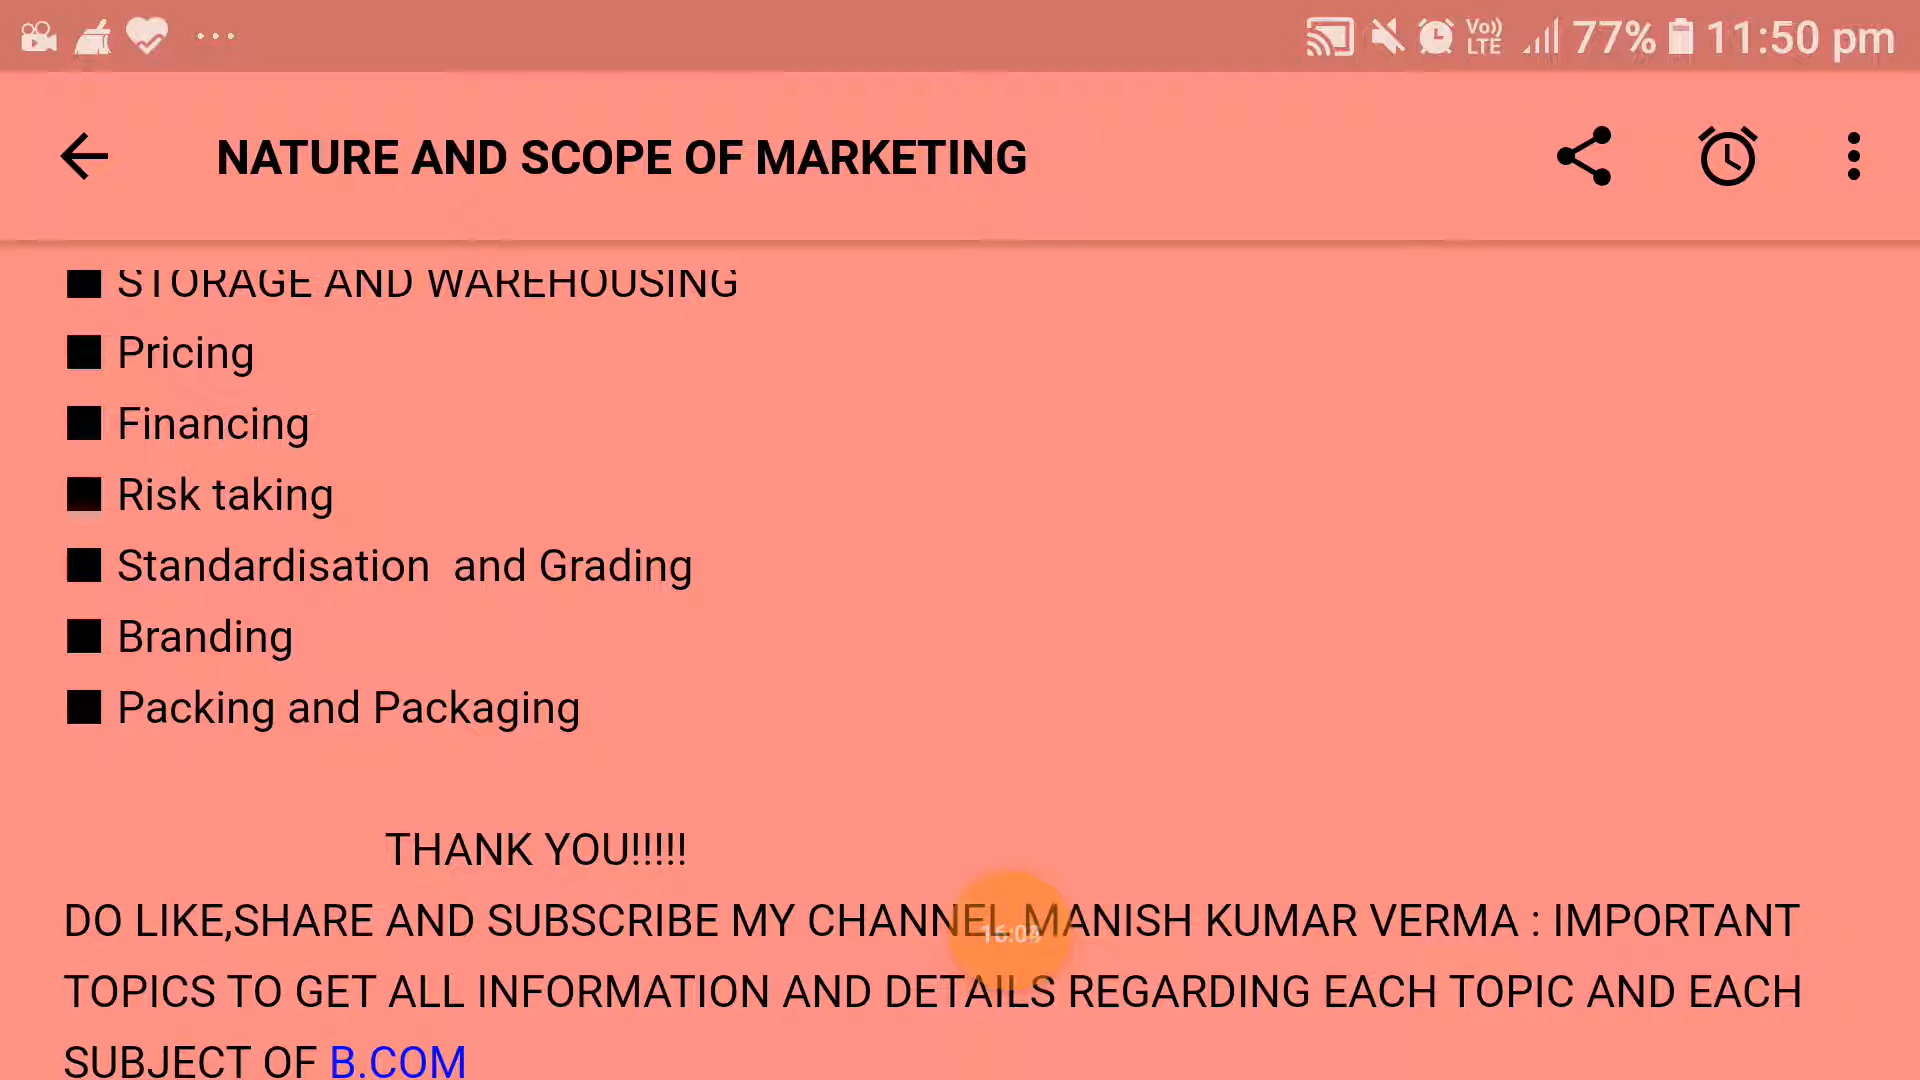 Vo)) LTE 77% 11:50 pm
NATURE AND SCOPE OF MARKETING
■ STORAGE AND WAREHOUSING
■ Pricing
■ Financing
■ Risk taking
■ Standardisation  and Grading
■ Branding
■ Packing and Packaging
THANK YOU!!!!!
DO LIKE,SHARE AND SUBSCRIBE MY CHANNEL MANISH KUMAR VERMA : IMPORTANT
TOPICS TO GET ALL INFORMATION AND DETAILS REGARDING EACH TOPIC AND EACH
SUBJECT OF B.COM